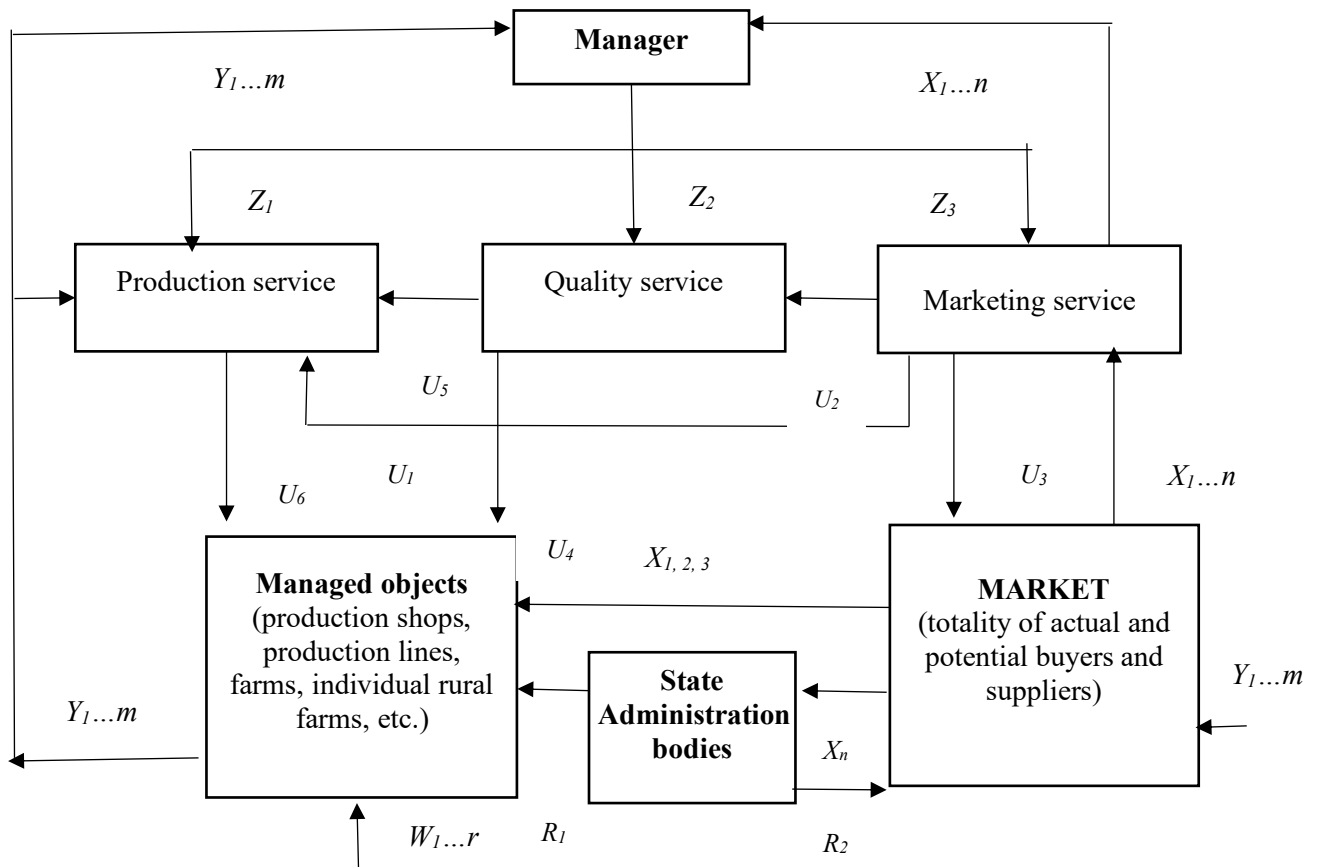 Manager
Y1...m
X1...n
Z1
Z2
Z3
Production service
Quality service
Marketing service
U5
U2
U6
U1
U3
X1...n
U4
X1, 2, 3
Managed objects
(production shops,
production lines,
farms, individual rural
farms, etc.)
MARKET
(totality of actual and
potential buyers and
suppliers)
State
Administration
bodies
Y1...m
Y1...m
Xn
W1...r
R1
R2